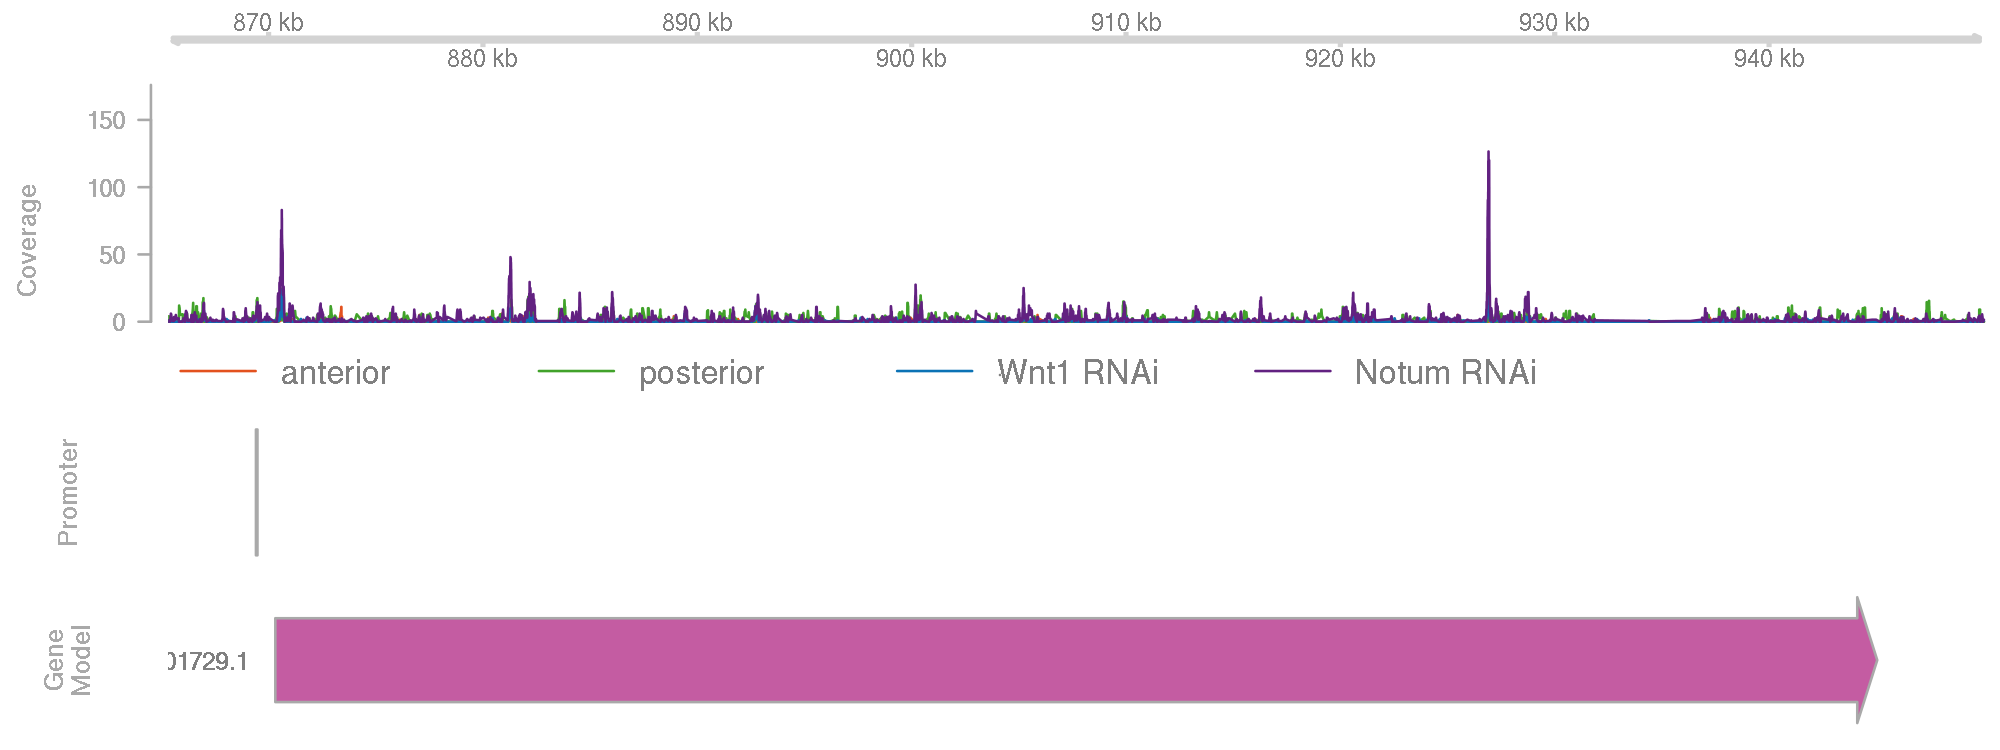 870 kb 890 kb 910 kb 930 kb
880 kb 900 kb 920 kb 940 kb
Coverage
150
100
50
0
anterior posterior Wnt1 RNAi Notum RNAi
Promoter
Gene
Model
01729.1